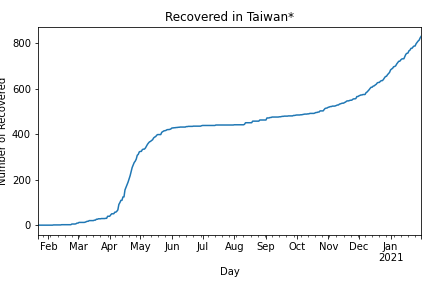 Recovered in Taiwan*
Number of Recovered
800
600
400
200
0
Feb Mar Apr May Jun Jul Aug Sep Oct Nov Dec Jan
2021
Day